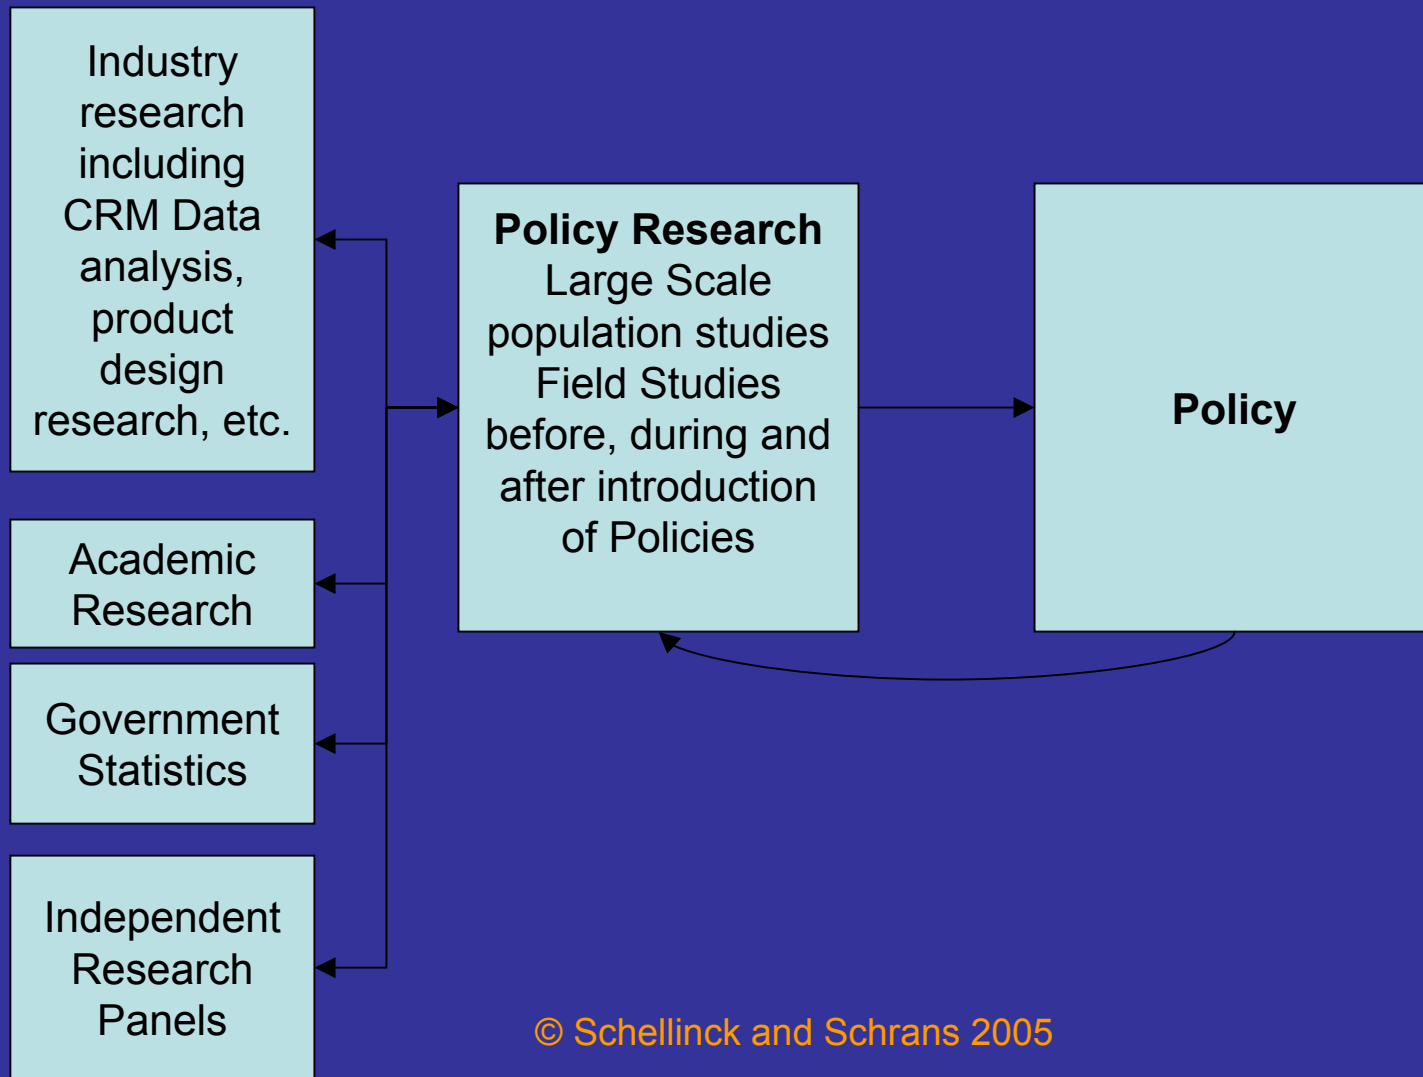 Industry
research
including
CRM Data
analysis,
product
design
research, etc.
Academic
Research
Government
Statistics
Independent
Research
Panels
Policy Research
Large Scale
population studies
Field Studies
before, during and
after introduction
of Policies
Policy
© Schellinck and Schrans 2005